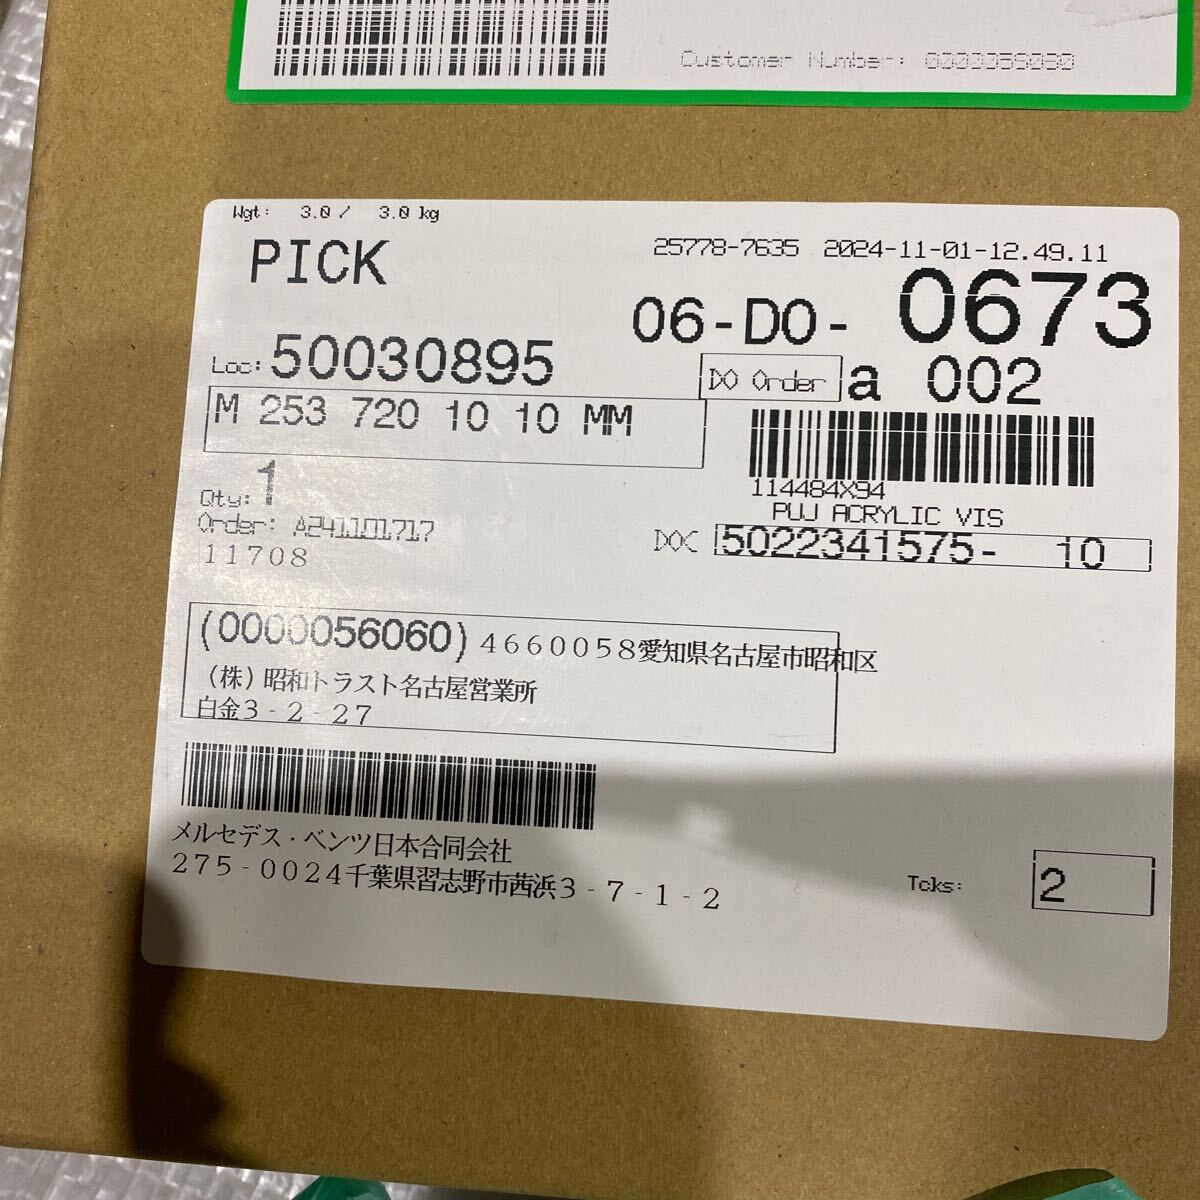 Customer Number: 0000056060
Wgt: 3.0 / 3.0 kg
PICK
25778-7635 2024-11-01-12.49.11
06-DO- 0673
Loc: 50030895
DO Order a 002
M 253 720 10 10 MM
114484X94
Qty: 1
PUJ ACRYLIC VIS
Order: A241101717
DOC 5022341575- 10
11708
(0000056060) 4660058愛知県名古屋市昭和区
(株)昭和トラスト名古屋営業所
白金3-2-27
メルセデス・ベンツ日本合同会社
275-0024千葉県習志野市茜浜3-7-1-2
Tcks: 2